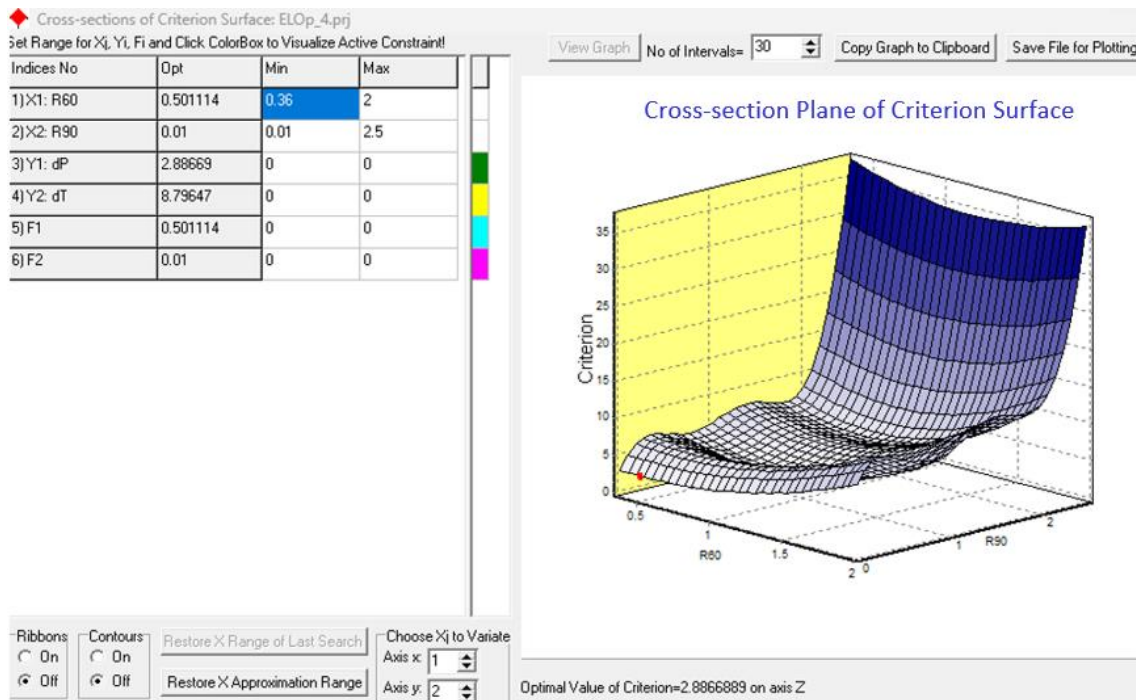 Cross-sections of Criterion Surface: ELOp_4.prj
Set Range for Xj, Yi, Fi and Click ColorBox to Visualize Active Constraint!
Indices No Opt Min Max
1) X1: R60 0.501114 0.36 2
2) X2: R90 0.01 0.01 2.5
3) Y1: dP 2.88669 0 0
4) Y2: dT 8.79647 0 0
5) F1 0.501114 0 0
6) F2 0.01 0 0
View Graph No of Intervals= 30 Copy Graph to Clipboard Save File for Plotting
Cross-section Plane of Criterion Surface
Criterion
35
30
25
20
15
10
5
0
0.5 1 1.5 2
R60
0 1 2
R90
Ribbons Contours Restore X Range of Last Search Choose Xj to Variate
On On Axis x: 1
Off Off Restore X Approximation Range Axis y: 2
Optimal Value of Criterion=2.8866889 on axis Z